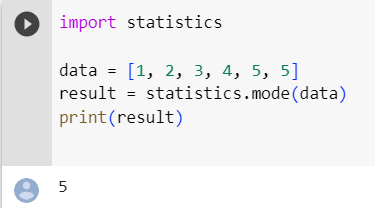 import statistics
data = [1, 2, 3, 4, 5, 5]
result = statistics.mode(data)
print(result)
5